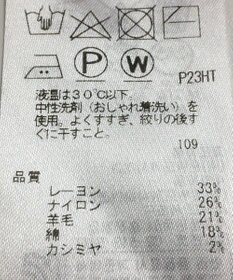 P W P23HT
液温は30℃以下、
中性洗剤(おしゃれ着洗い)を
使用。よくすすぎ、絞りの後す
ぐに干すこと。
109
品質
レーヨン 33%
ナイロン 26%
羊毛 21%
綿 18%
カシミヤ 2%